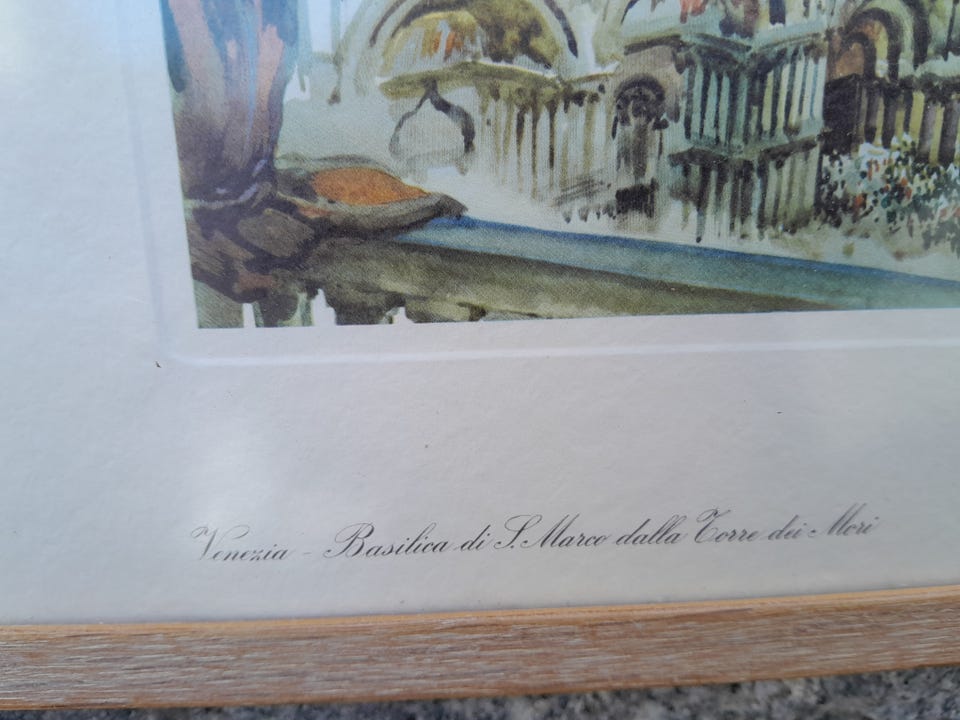 Venezia - Basilica di S. Marco dalla Torre dei Mori